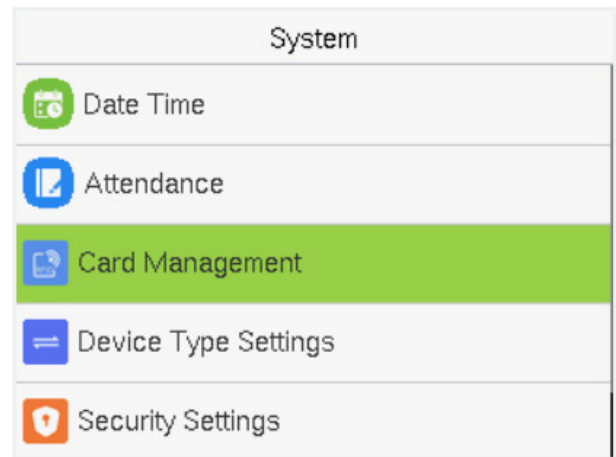 System
Date Time
Attendance
Card Management
Device Type Settings
Security Settings